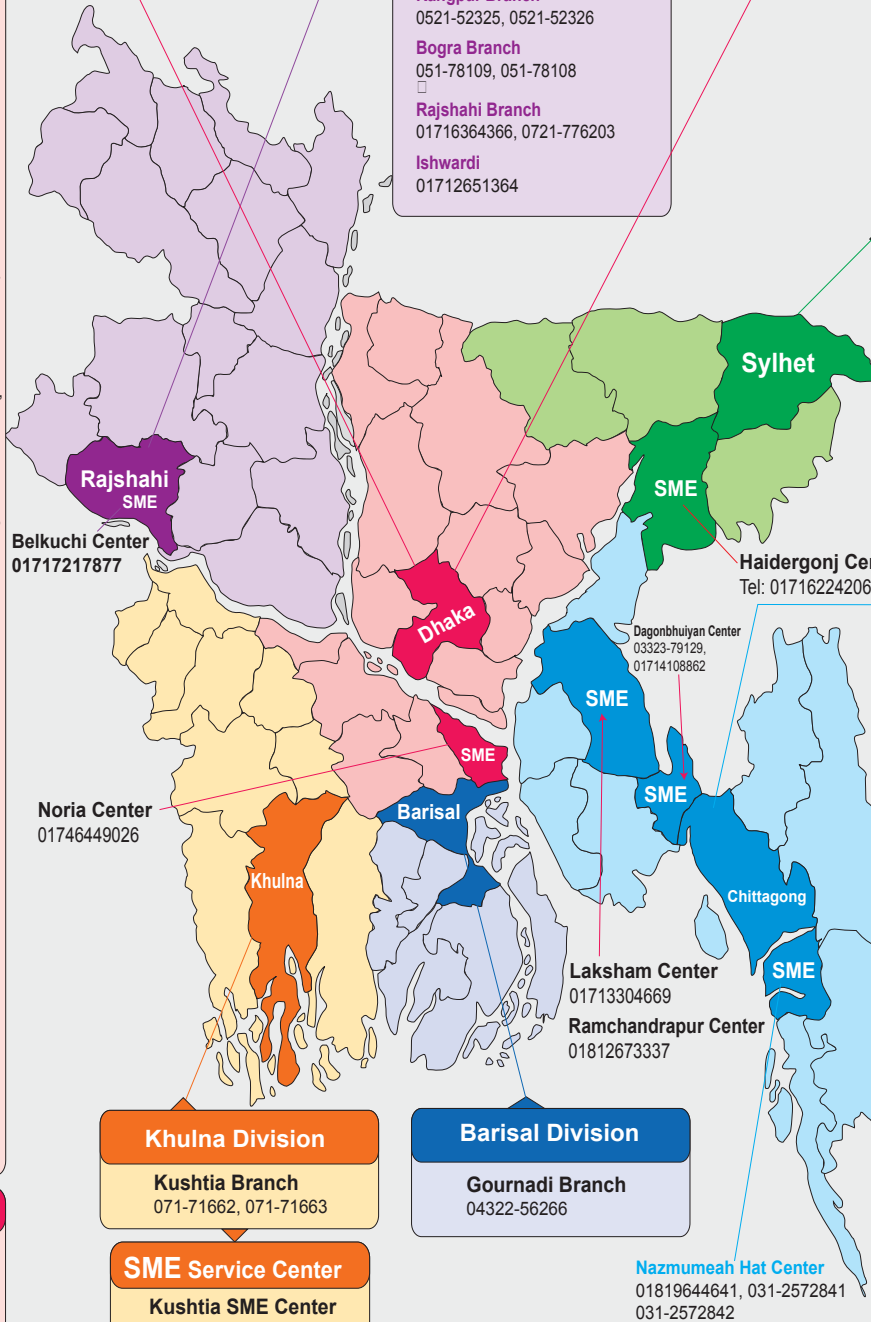 0521-52325, 0521-52326
Bogra Branch
051-78109, 051-78108
Rajshahi Branch
01716364366, 0721-776203
Ishwardi
01712651364
Sylhet
Rajshahi
SME
SME
Belkuchi Center
01717217877
Haidergonj
Tel: 01716224206
Dhaka
Dagonbhuiyan Center
03323-79129,
01714108862
SME
SME
SME
Noria Center
01746449026
Barisal
Khulna
Chittagong
SME
Laksham Center
01713304669
Ramchandrapur Center
01812673337
Khulna Division
Kushtia Branch
071-71662, 071-71663
Barisal Division
Gournadi Branch
04322-56266
SME Service Center
Kushtia SME Center
Nazmumeah Hat Center
01819644641, 031-2572841
031-2572842